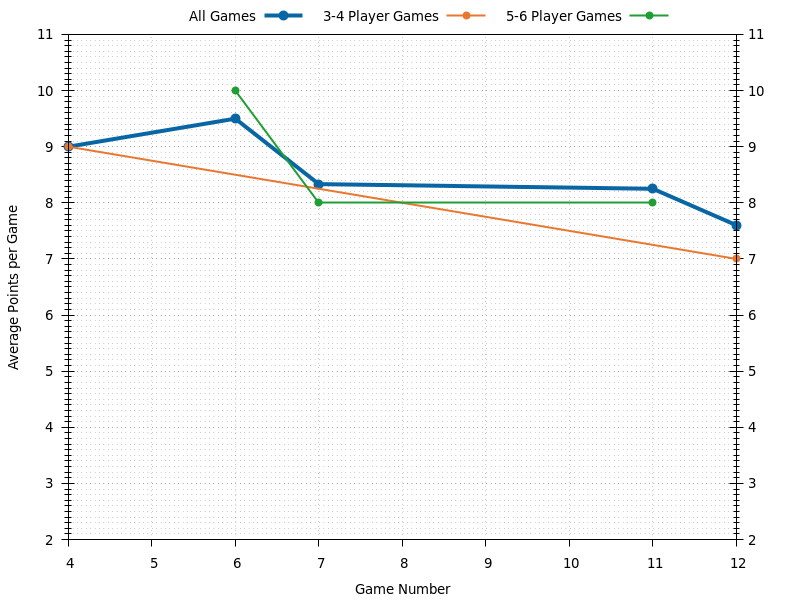 All Games 3-4 Player Games 5-6 Player Games
11 11
10 10
9 9
8 8
7 7
6 6
5 5
4 4
3 3
2 2
Average Points per Game
4 5 6 7 8 9 10 11 12
Game Number